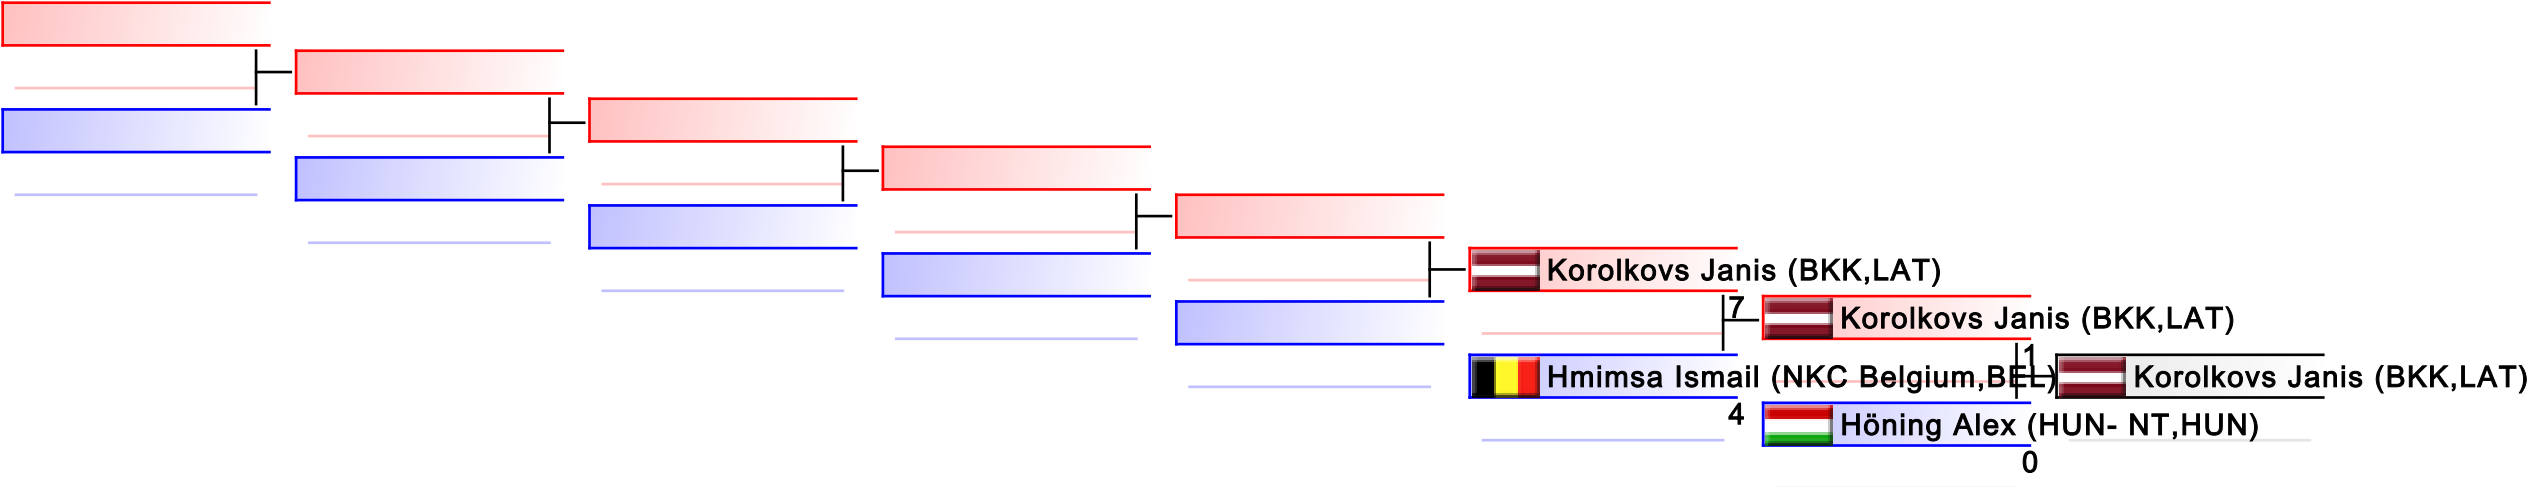 Korolkovs Janis (BKK,LAT)
7
Korolkovs Janis (BKK,LAT)
1
Hmimsa Ismail (NKC Belgium,BEL)
Korolkovs Janis (BKK,LAT)
4
Höning Alex (HUN- NT,HUN)
0